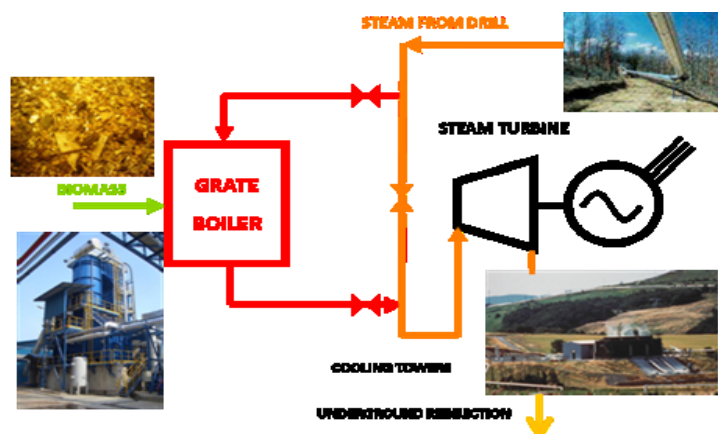 STEAM FROM DRILL
STEAM TURBINE
BIOMASS
GRATE
BOILER
COOLING TOWERS
UNDERGROUND REINJECTION